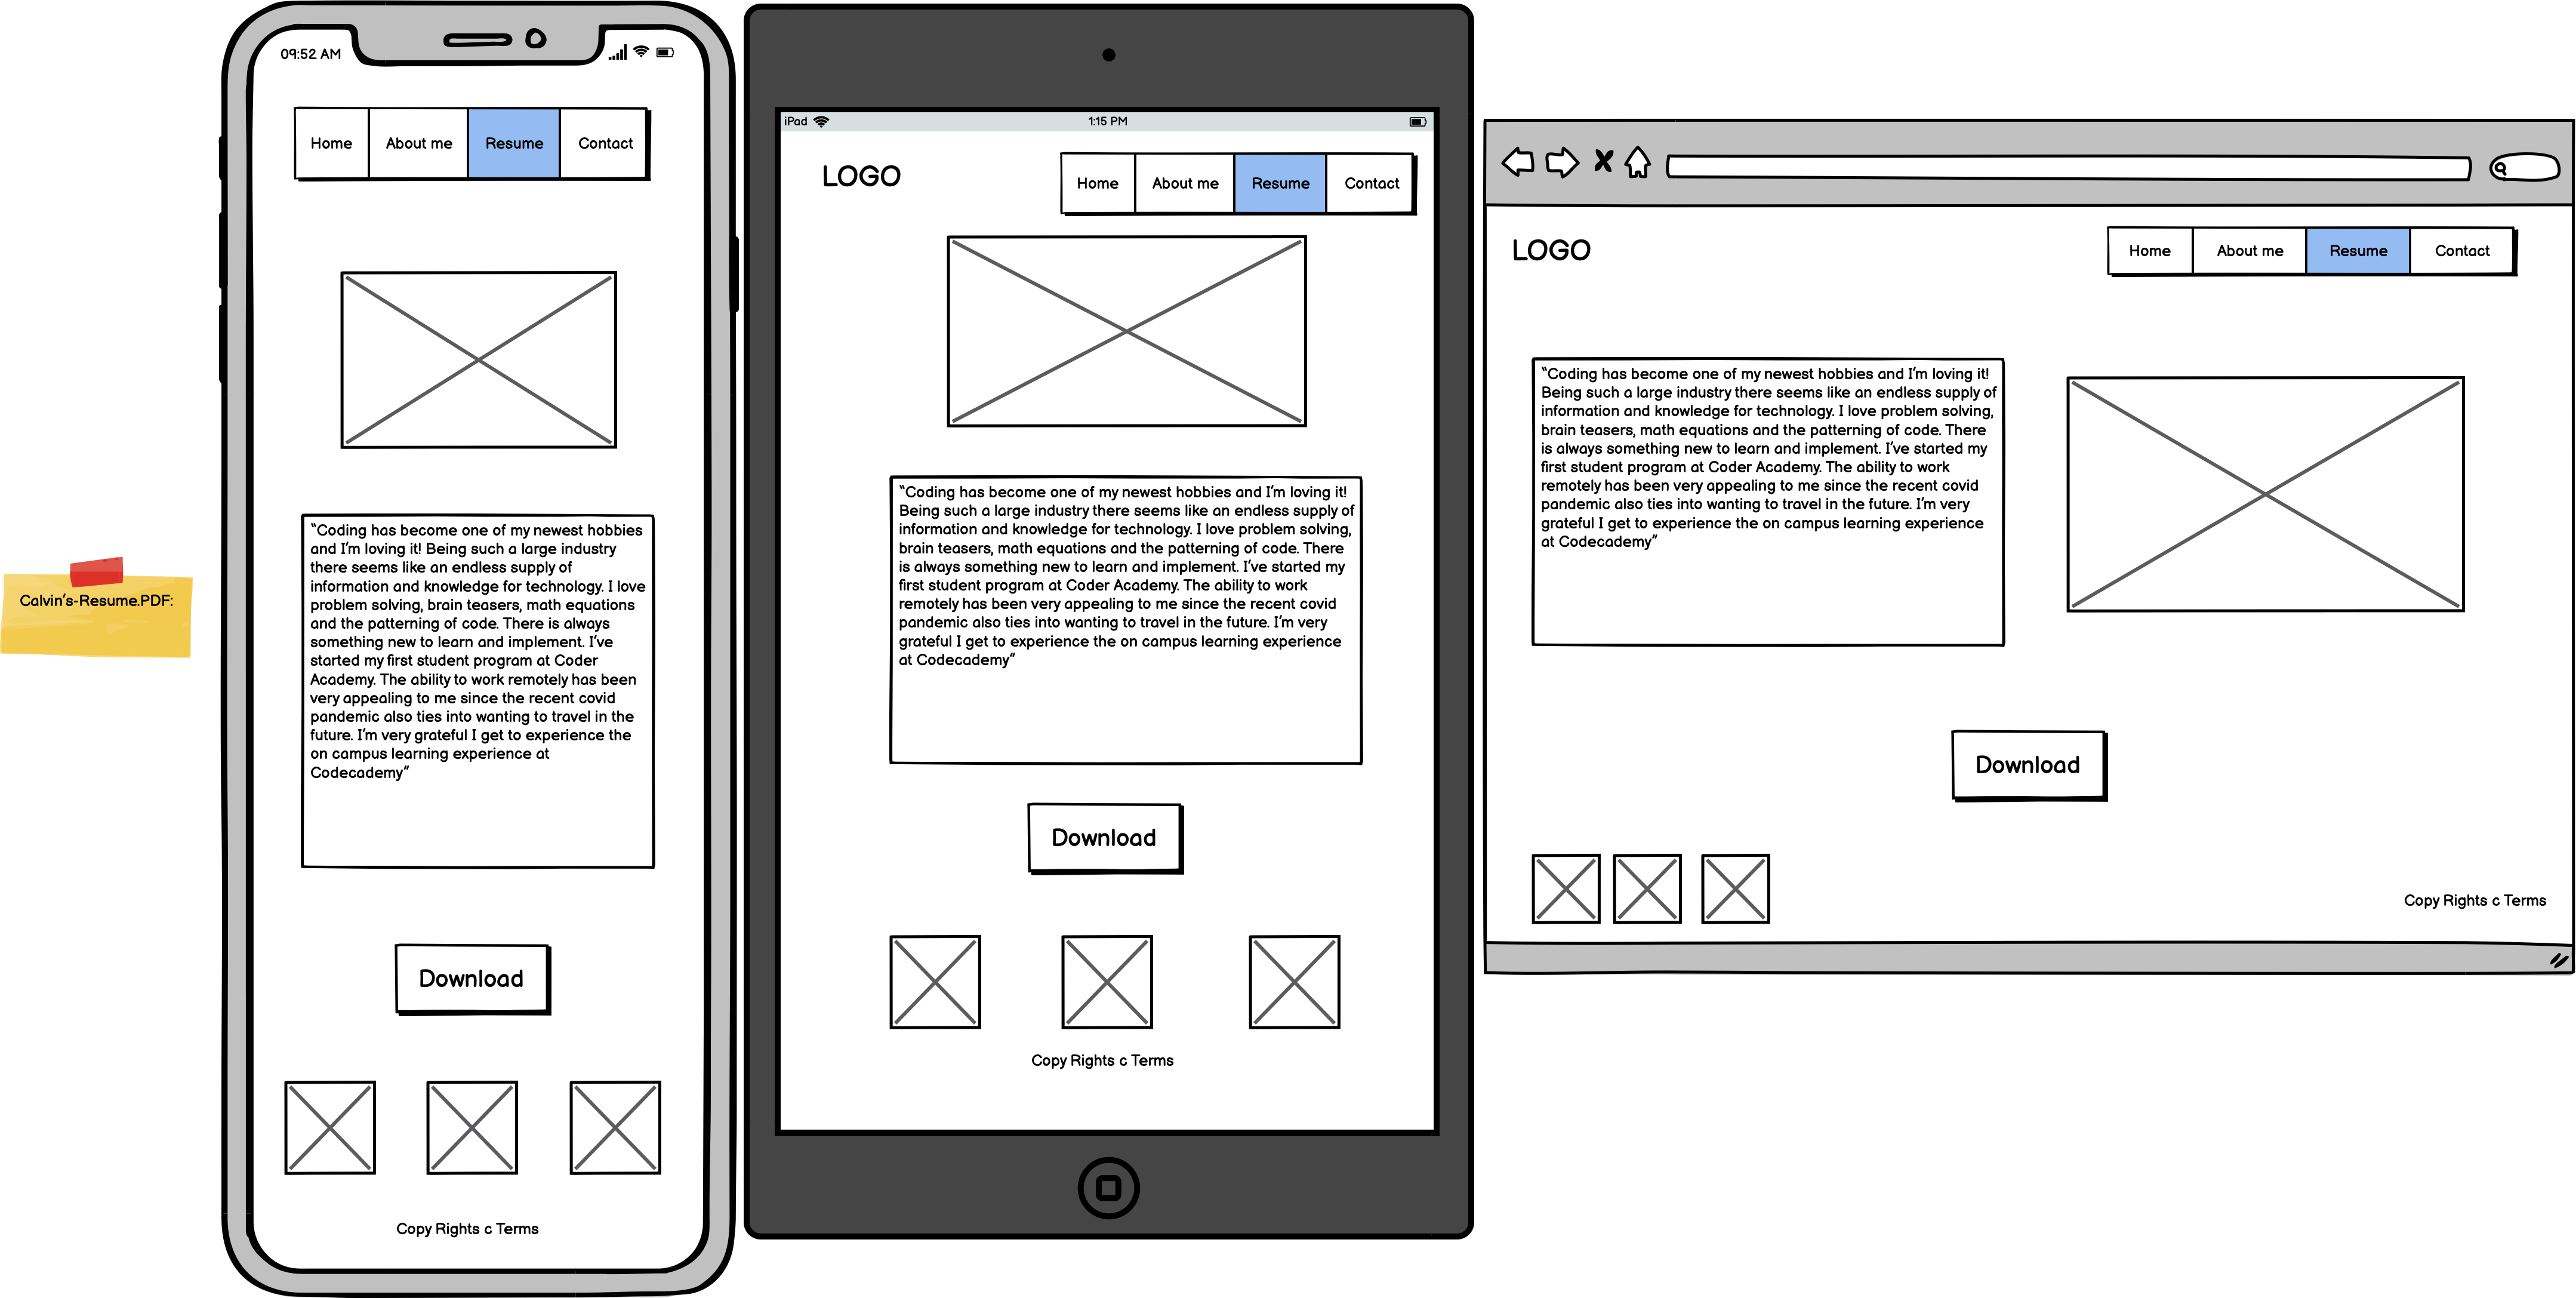 Calvin's-Resume.PDF:
09:52 AM
Home
About me
Resume
Contact
"Coding has become one of my newest hobbies
and I'm loving it! Being such a large industry
there seems like an endless supply of
information and knowledge for technology. I love
problem solving, brain teasers, math equations
and the patterning of code. There is always
something new to learn and implement. I've
started my first student program at Coder
Academy. The ability to work remotely has been
very appealing to me since the recent covid
pandemic also ties into wanting to travel in the
future. I'm very grateful I get to experience the
on campus learning experience at
Codecademy"
Download
Copy Rights c Terms
iPad
1:15 PM
LOGO
Home
About me
Resume
Contact
"Coding has become one of my newest hobbies and I'm loving it!
Being such a large industry there seems like an endless supply of
information and knowledge for technology. I love problem solving,
brain teasers, math equations and the patterning of code. There
is always something new to learn and implement. I've started my
first student program at Coder Academy. The ability to work
remotely has been very appealing to me since the recent covid
pandemic also ties into wanting to travel in the future. I'm very
grateful I get to experience the on campus learning experience
at Codecademy"
Download
Copy Rights c Terms
LOGO
Home
About me
Resume
Contact
"Coding has become one of my newest hobbies and I'm loving it!
Being such a large industry there seems like an endless supply of
information and knowledge for technology. I love problem solving,
brain teasers, math equations and the patterning of code. There
is always something new to learn and implement. I've started my
first student program at Coder Academy. The ability to work
remotely has been very appealing to me since the recent covid
pandemic also ties into wanting to travel in the future. I'm very
grateful I get to experience the on campus learning experience
at Codecademy"
Download
Copy Rights c Terms